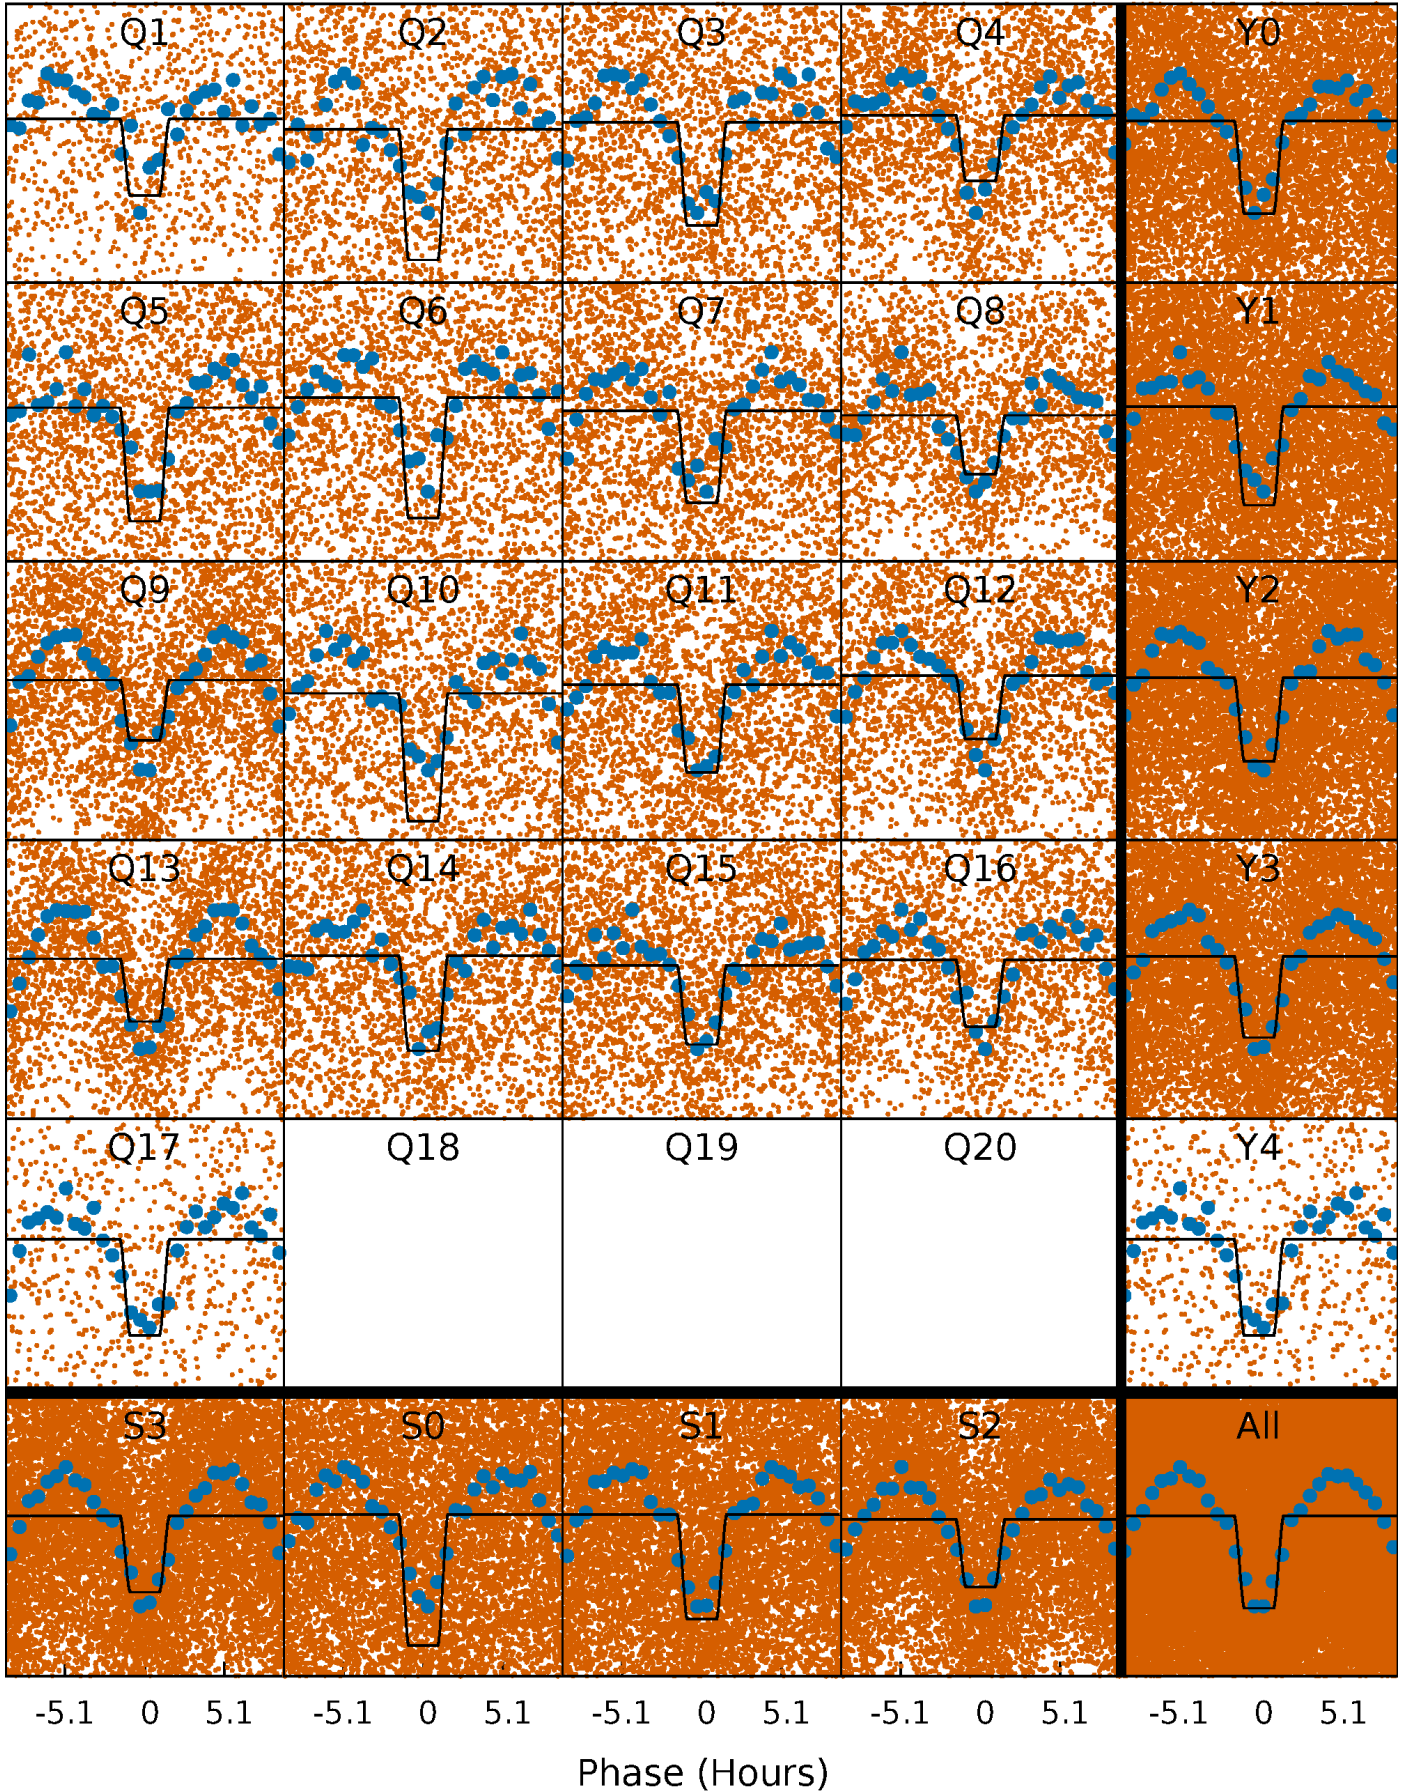 Q1 Q2 Q3 Q4 Y0
Q5 Q6 Q7 Q8 Y1
Q9 Q10 Q11 Q12 Y2
Q13 Q14 Q15 Q16 Y3
Q17 Q18 Q19 Q20 Y4
S3 S0 S1 S2 All
-5.1 0 5.1 -5.1 0 5.1 -5.1 0 5.1 -5.1 0 5.1 -5.1 0 5.1
Phase (Hours)